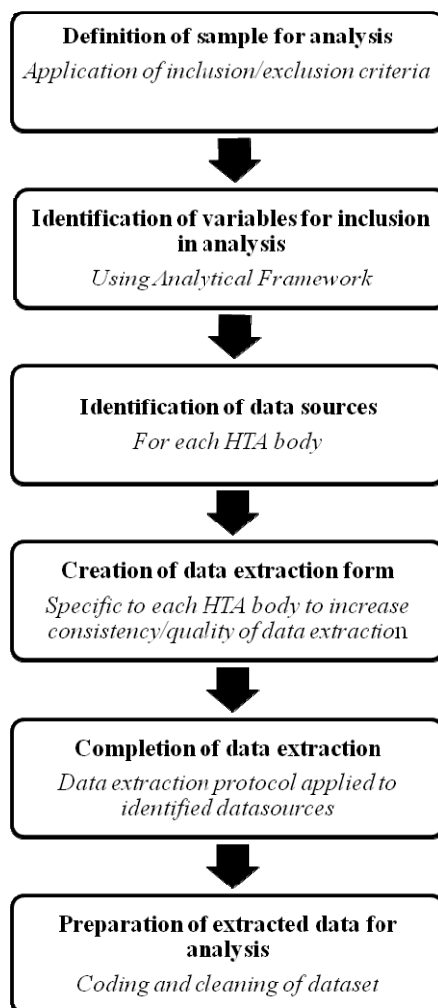 Definition of sample for analysis
Application of inclusion/exclusion criteria
Identification of variables for inclusion
in analysis
Using Analytical Framework
Identification of data sources
For each HTA body
Creation of data extraction form
Specific to each HTA body to increase
consistency/quality of data extraction
Completion of data extraction
Data extraction protocol applied to
identified datasources
Preparation of extracted data for
analysis
Coding and cleaning of dataset